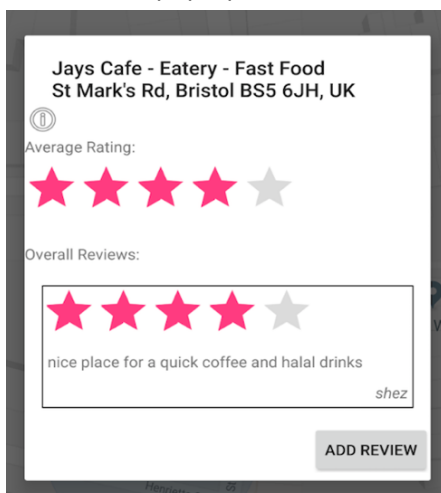 Jays Cafe - Eatery - Fast Food
St Mark's Rd, Bristol BS5 6JH, UK
Average Rating:
Overall Reviews:
nice place for a quick coffee and halal drinks
shez
ADD REVIEW